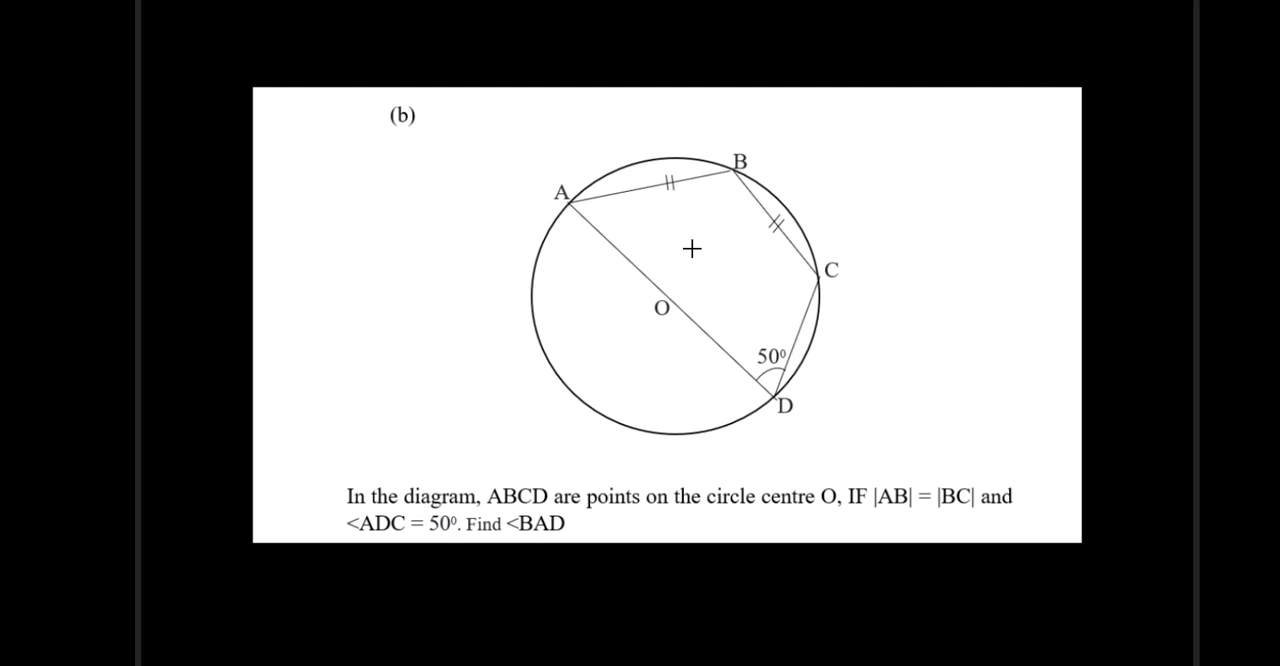 (b)
B
A
C
O
50⁰
D
In the diagram, ABCD are points on the circle centre O, IF |AB| = |BC| and
<ADC = 50⁰. Find <BAD